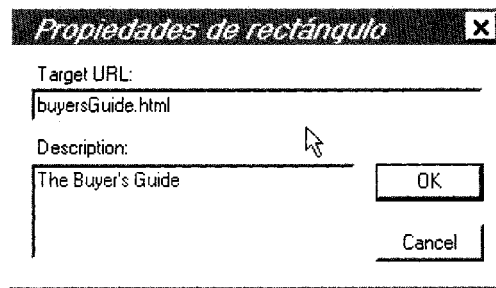 Propiedades de rectángulo
Target URL:
buyersGuide.html
Description:
The Buyer's Guide
OK
Cancel